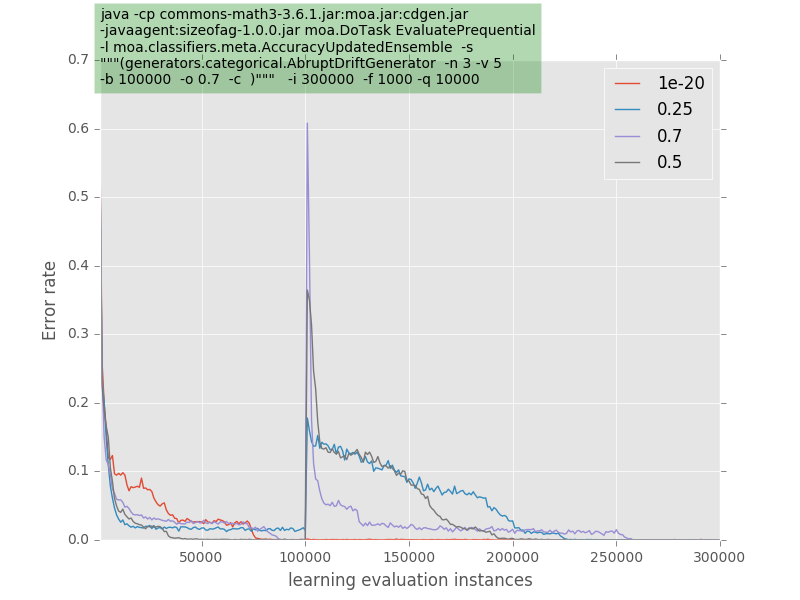 java -cp commons-math3-3.6.1.jar:moa.jar:cdgen.jar
-javaagent:sizeofag-1.0.0.jar moa.DoTask EvaluatePrequential
-l moa.classifiers.meta.AccuracyUpdatedEnsemble  -s
"""(generators.categorical.AbruptDriftGenerator  -n 3 -v 5
-b 100000  -o 0.7  -c  )"""   -i 300000  -f 1000 -q 10000
0.7
0.6
0.5
0.4
0.3
0.2
0.1
0.0
Error rate
1e-20
0.25
0.7
0.5
50000
100000
150000
200000
250000
300000
learning evaluation instances